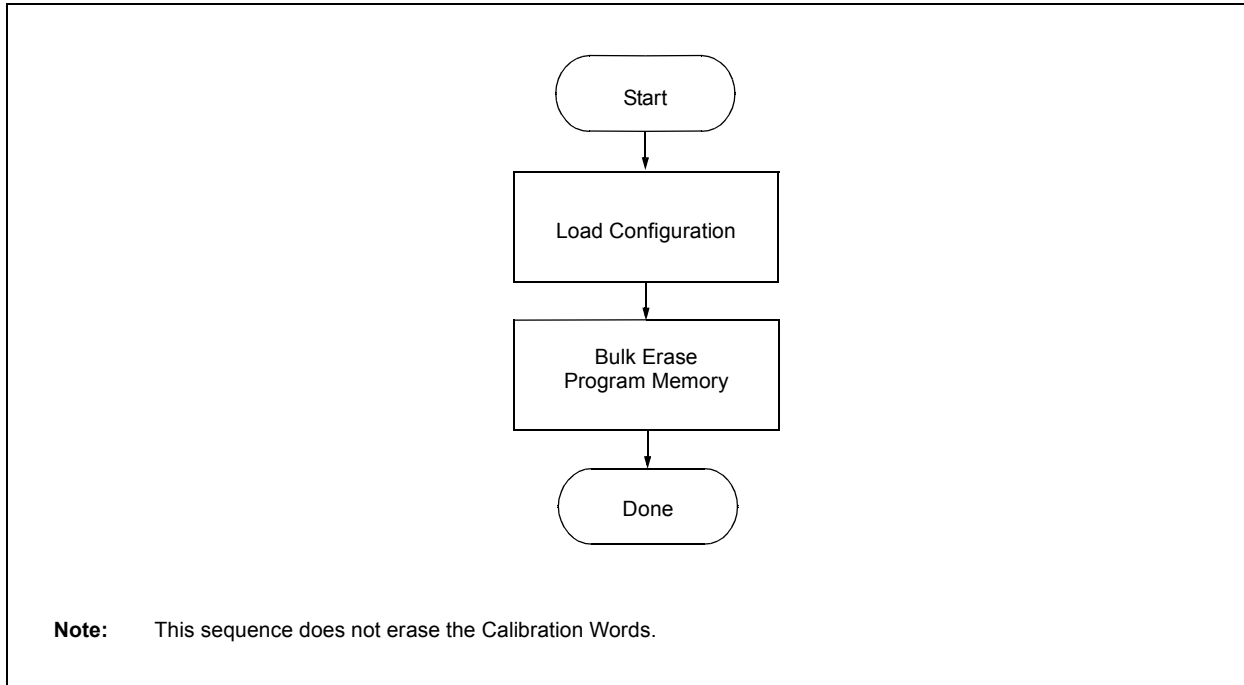 Start
Load Configuration
Bulk Erase
Program Memory
Done
Note: This sequence does not erase the Calibration Words.